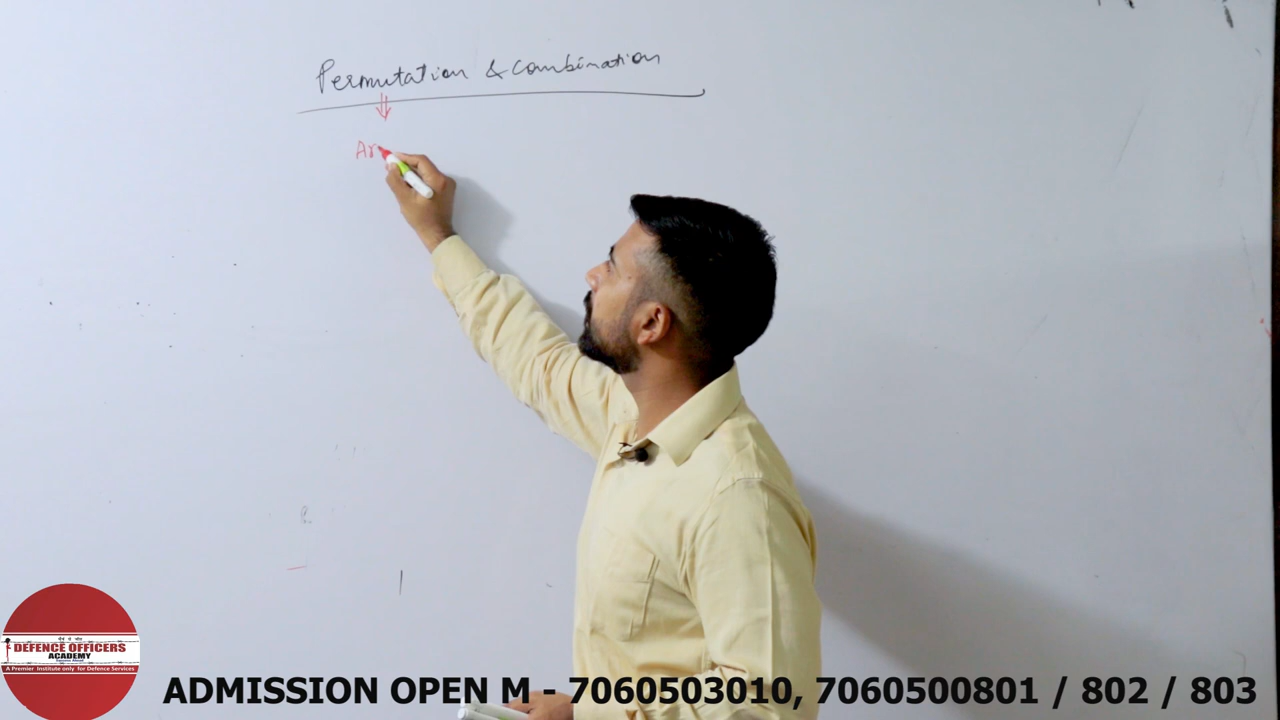 Permutation & Combination
Ar
DEFENCE OFFICERS
ACADEMY
A Premier Institute only for Defence Services
ADMISSION OPEN M - 7060503010, 7060500801 / 802 / 803